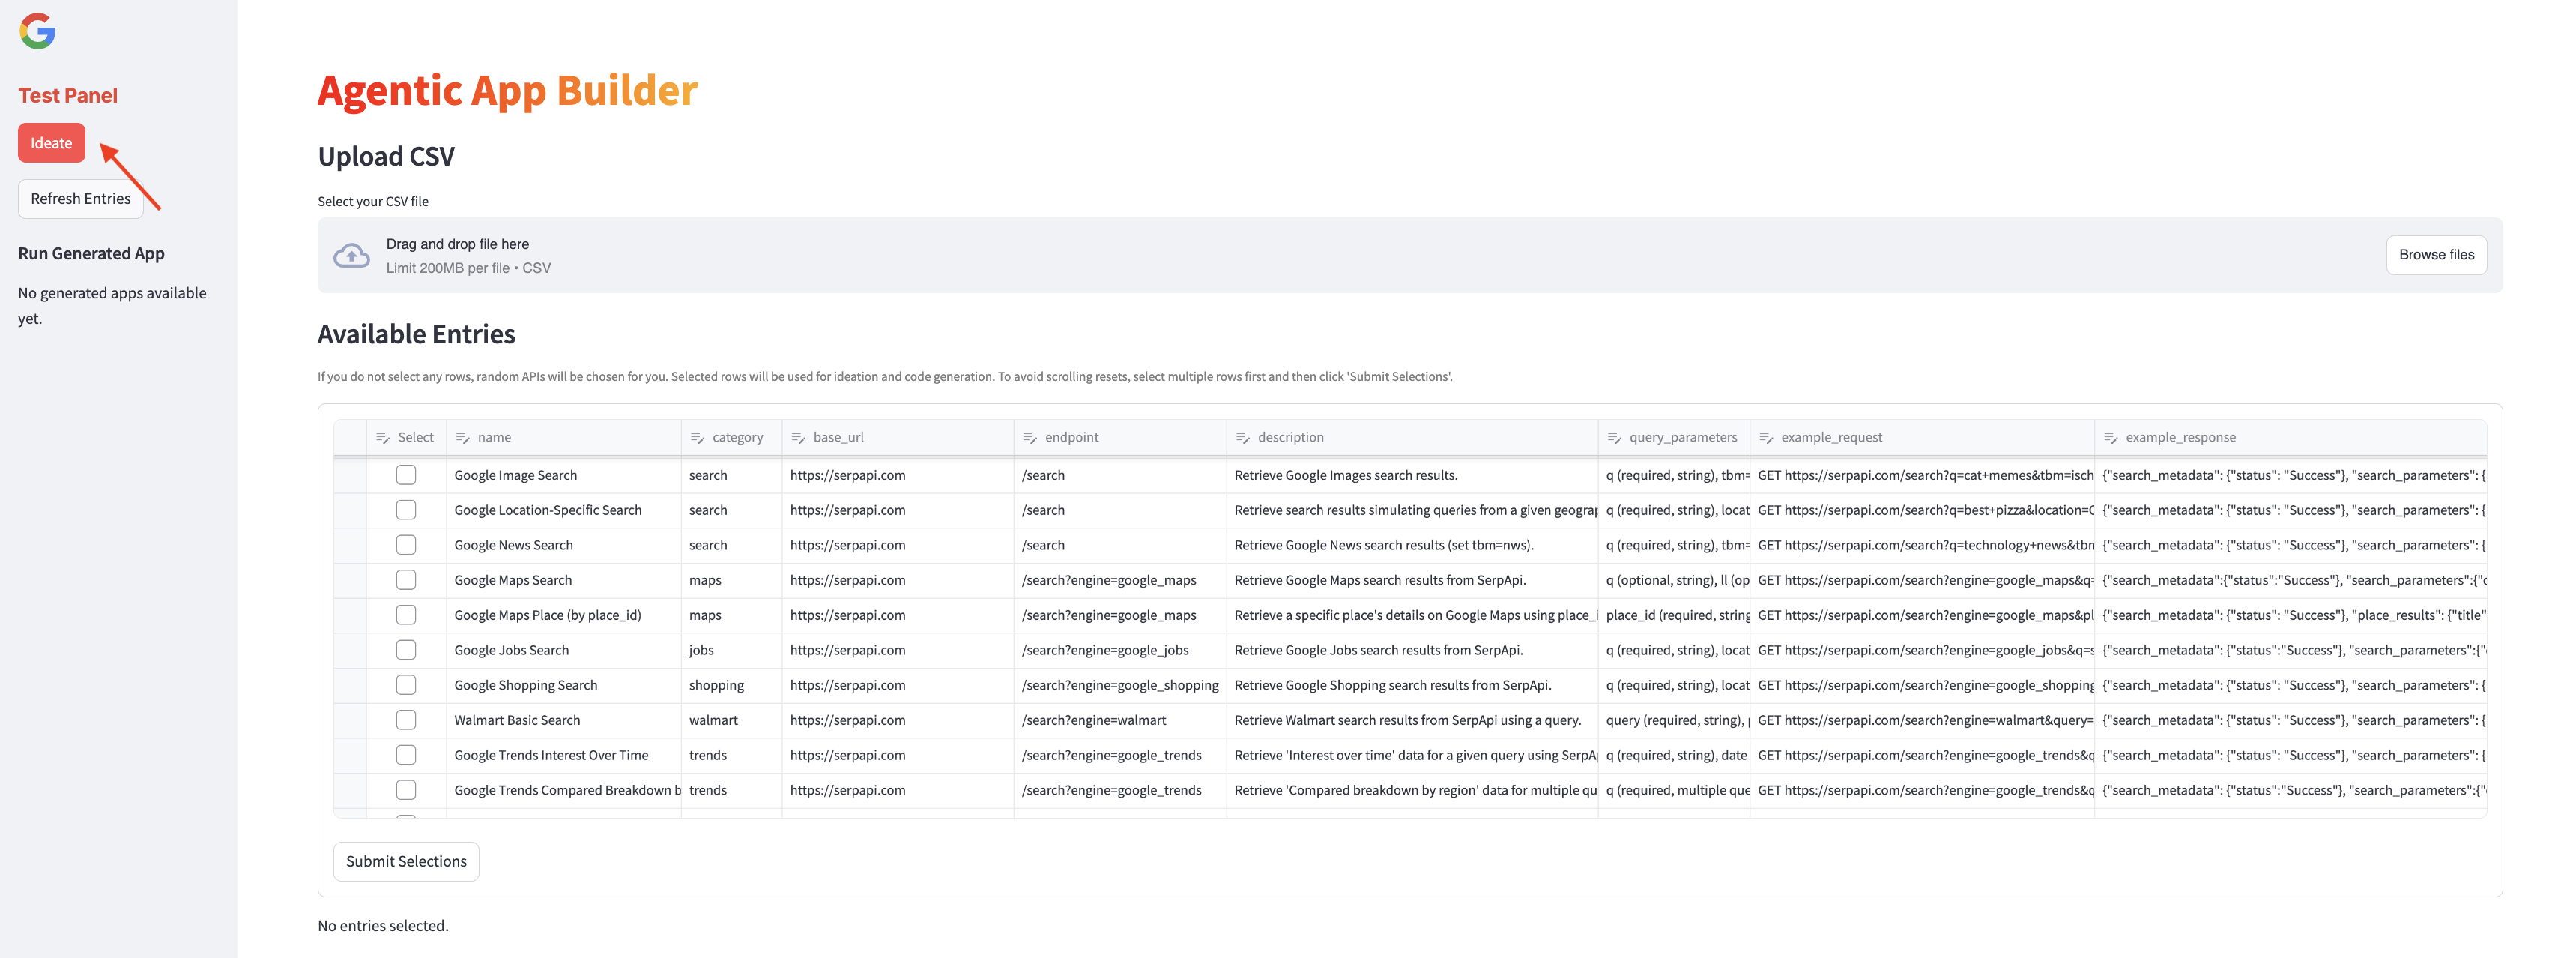 Test Panel
Ideate
Refresh Entries
Run Generated App
No generated apps available
yet.
Agentic App Builder
Upload CSV
Select your CSV file
Drag and drop file here
Limit 200MB per file • CSV
Browse files
Available Entries
If you do not select any rows, random APIs will be chosen for you. Selected rows will be used for ideation and code generation. To avoid scrolling resets, select multiple rows first and then click 'Submit Selections'.
Select name category base_url endpoint description query_parameters example_request example_response
Google Image Search search https://serpapi.com /search Retrieve Google Images search results. q (required, string), tbm= GET https://serpapi.com/search?q=cat+memes&tbm=isch {"search_metadata": {"status": "Success"}, "search_parameters": {
Google Location-Specific Search search https://serpapi.com /search Retrieve search results simulating queries from a given geograp q (required, string), locat GET https://serpapi.com/search?q=best+pizza&location=C {"search_metadata": {"status": "Success"}, "search_parameters": {
Google News Search search https://serpapi.com /search Retrieve Google News search results (set tbm=nws). q (required, string), tbm= GET https://serpapi.com/search?q=technology+news&tbm {"search_metadata": {"status": "Success"}, "search_parameters": {
Google Maps Search maps https://serpapi.com /search?engine=google_maps Retrieve Google Maps search results from SerpApi. q (optional, string), ll (op GET https://serpapi.com/search?engine=google_maps&q= {"search_metadata":{"status":"Success"}, "search_parameters":{"
Google Maps Place (by place_id) maps https://serpapi.com /search?engine=google_maps Retrieve a specific place's details on Google Maps using place_i place_id (required, string GET https://serpapi.com/search?engine=google_maps&pl {"search_metadata": {"status": "Success"}, "place_results": {"title"
Google Jobs Search jobs https://serpapi.com /search?engine=google_jobs Retrieve Google Jobs search results from SerpApi. q (required, string), locat GET https://serpapi.com/search?engine=google_jobs&q=s {"search_metadata": {"status":"Success"}, "search_parameters":{"
Google Shopping Search shopping https://serpapi.com /search?engine=google_shopping Retrieve Google Shopping search results from SerpApi. q (required, string), locat GET https://serpapi.com/search?engine=google_shopping {"search_metadata": {"status": "Success"}, "search_parameters": {
Walmart Basic Search walmart https://serpapi.com /search?engine=walmart Retrieve Walmart search results from SerpApi using a query. query (required, string), GET https://serpapi.com/search?engine=walmart&query= {"search_metadata": {"status": "Success"}, "search_parameters": {
Google Trends Interest Over Time trends https://serpapi.com /search?engine=google_trends Retrieve 'Interest over time' data for a given query using SerpA q (required, string), date GET https://serpapi.com/search?engine=google_trends&q {"search_metadata": {"status": "Success"}, "search_parameters": {
Google Trends Compared Breakdown b trends https://serpapi.com /search?engine=google_trends Retrieve 'Compared breakdown by region' data for multiple qu q (required, multiple que GET https://serpapi.com/search?engine=google_trends&q {"search_metadata": {"status":"Success"}, "search_parameters":{"
Submit Selections
No entries selected.